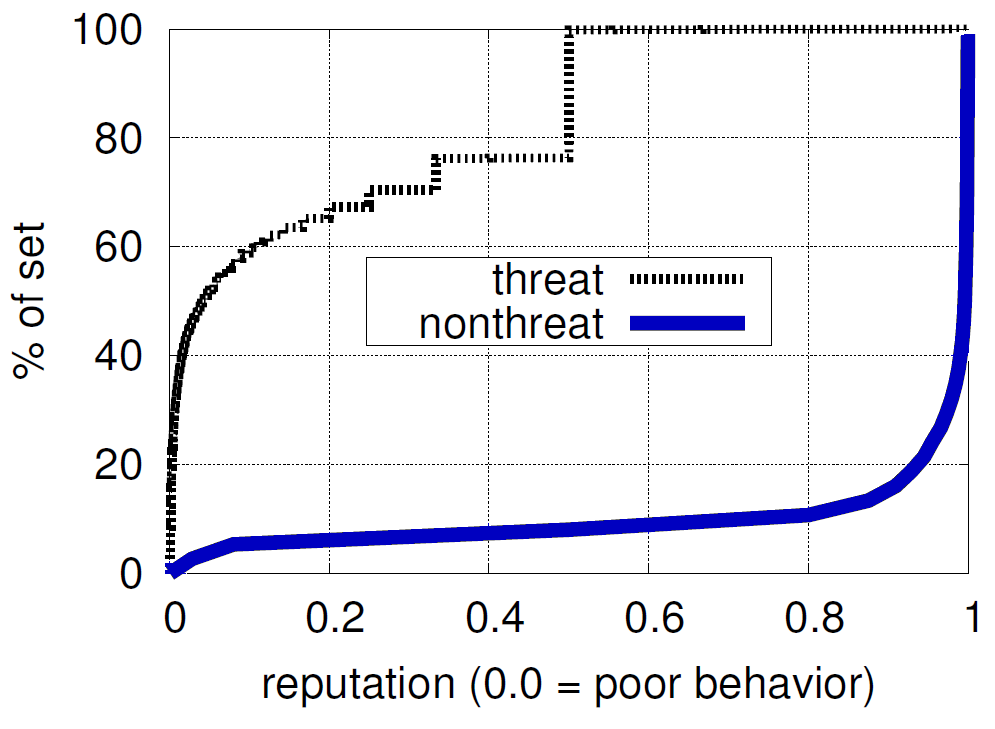 100
80
60
40
20
0
% of set
threat
nonthreat
0 0.2 0.4 0.6 0.8 1
reputation (0.0 = poor behavior)